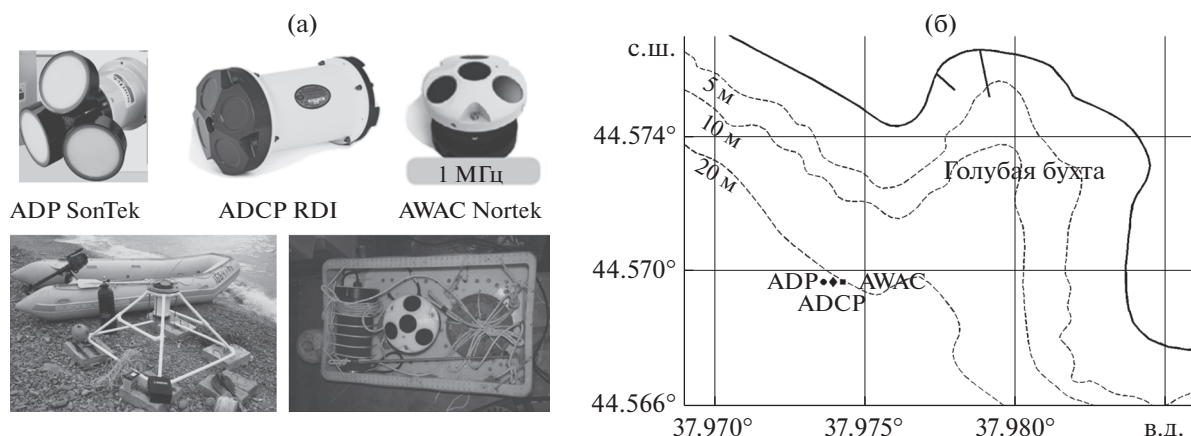 (а)
1 МГц
ADP SonTek
ADCP RDI
AWAC Nortek
(б)
с.ш.
5 м
10 м
20 м
44.574°
Голубая бухта
44.570°
ADP
AWAC
ADCP
44.566°
37.970°
37.975°
37.980°
в.д.